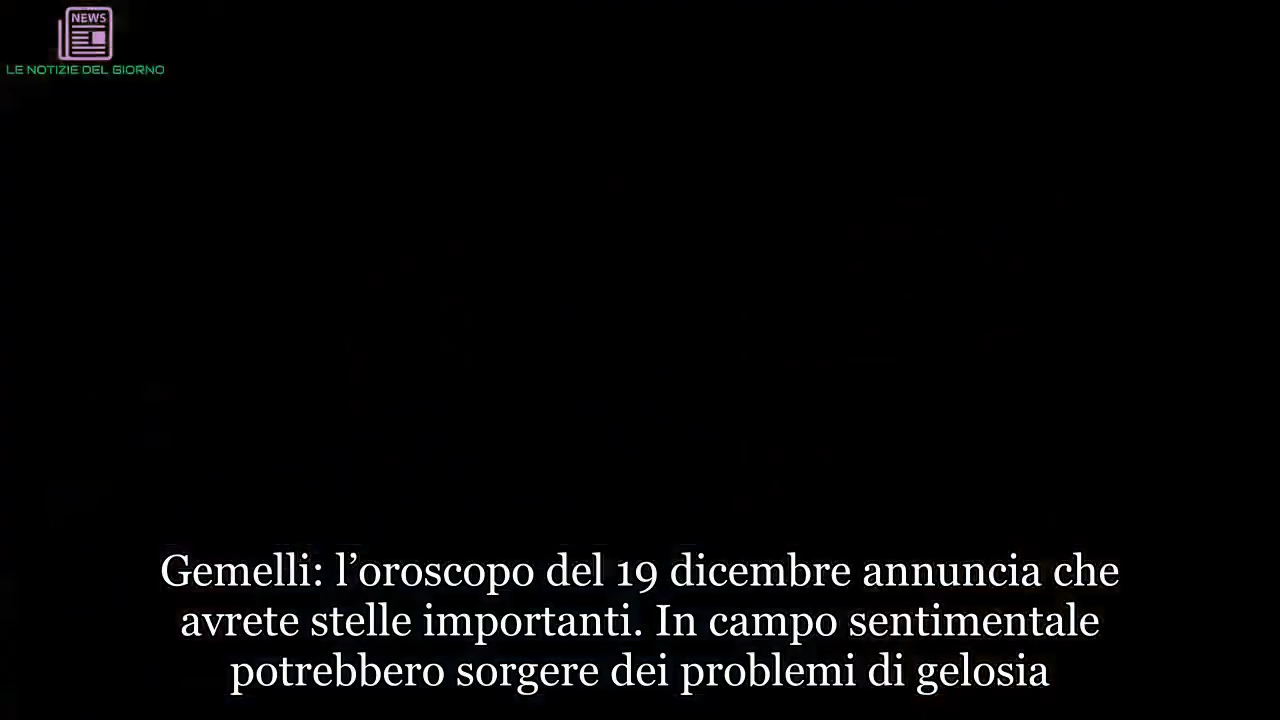 NEWS
LE NOTIZIE DEL GIORNO
Gemelli: l’oroscopo del 19 dicembre annuncia che
avrete stelle importanti. In campo sentimentale
potrebbero sorgere dei problemi di gelosia